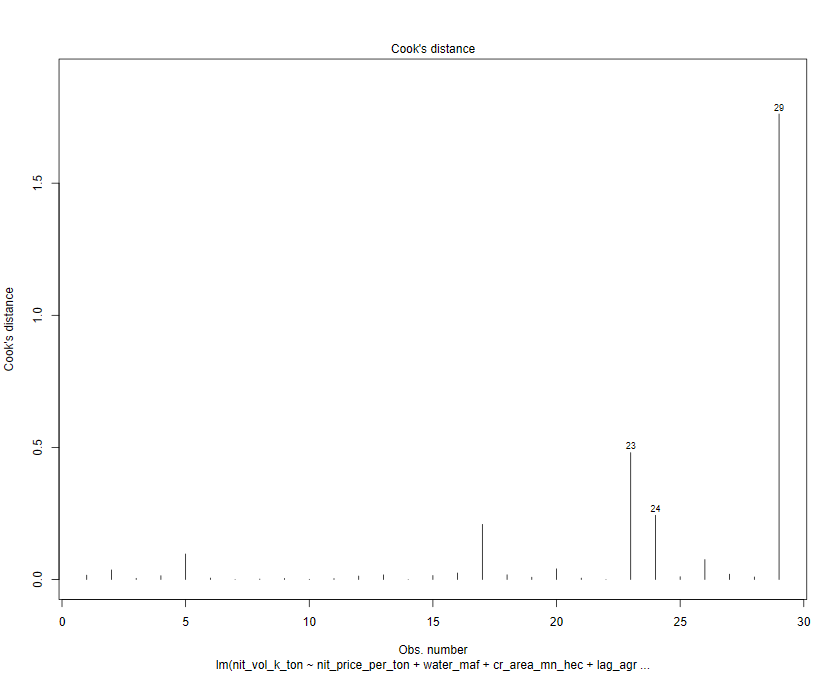 Cook's distance
29
1.5
1.0
Cook's distance
23
0.5
24
0.0
0 5 10 15 20 25 30
Obs. number
lm(nit_vol_k_ton ~ nit_price_per_ton + water_maf + cr_area_mn_hec + lag_agr ...